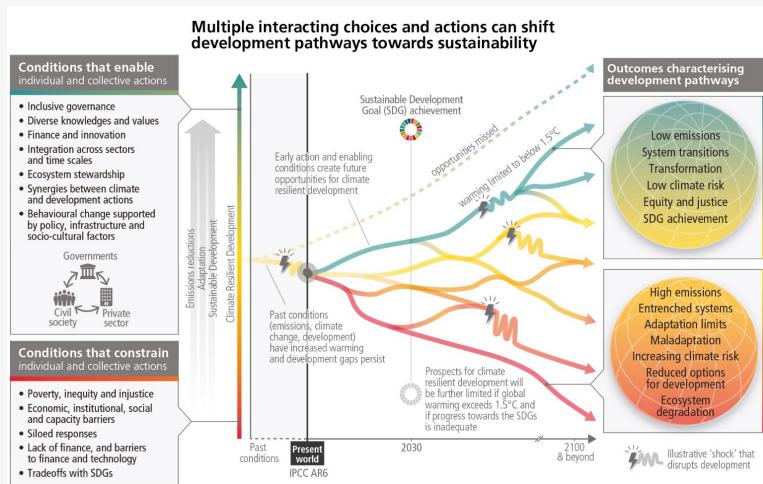 Multiple interacting choices and actions can shift
development pathways towards sustainability
Conditions that enable
individual and collective actions
• Inclusive governance
• Diverse knowledges and values
• Finance and innovation
• Integration across sectors
and time scales
• Ecosystem stewardship
• Synergies between climate
and development actions
• Behavioural change supported
by policy, infrastructure and
socio-cultural factors
Governments
Civil
society
Private
sector
Conditions that constrain
individual and collective actions
• Poverty, inequity and injustice
• Economic, institutional, social
and capacity barriers
• Siloed responses
• Lack of finance, and barriers
to finance and technology
• Tradeoffs with SDGs
Emissions reductions
Adaptation
Sustainable Development
Climate Resilient Development
Sustainable Development
Goal (SDG) achievement
Early action and enabling
conditions create future
opportunities for climate
resilient development
opportunities missed
warming limited to below 1.5°C
Past conditions
(emissions, climate
change, development)
have increased warming
and development gaps persist
Prospects for climate
resilient development will
be further limited if global
warming exceeds 1.5°C and
if progress towards the SDGs
is inadequate
Past
conditions
Present
world
IPCC AR6
2030
2100
& beyond
Outcomes characterising
development pathways
Low emissions
System transitions
Transformation
Low climate risk
Equity and justice
SDG achievement
High emissions
Entrenched systems
Adaptation limits
Maladaptation
Increasing climate risk
Reduced options
for development
Ecosystem
degradation
Illustrative 'shock' that
disrupts development